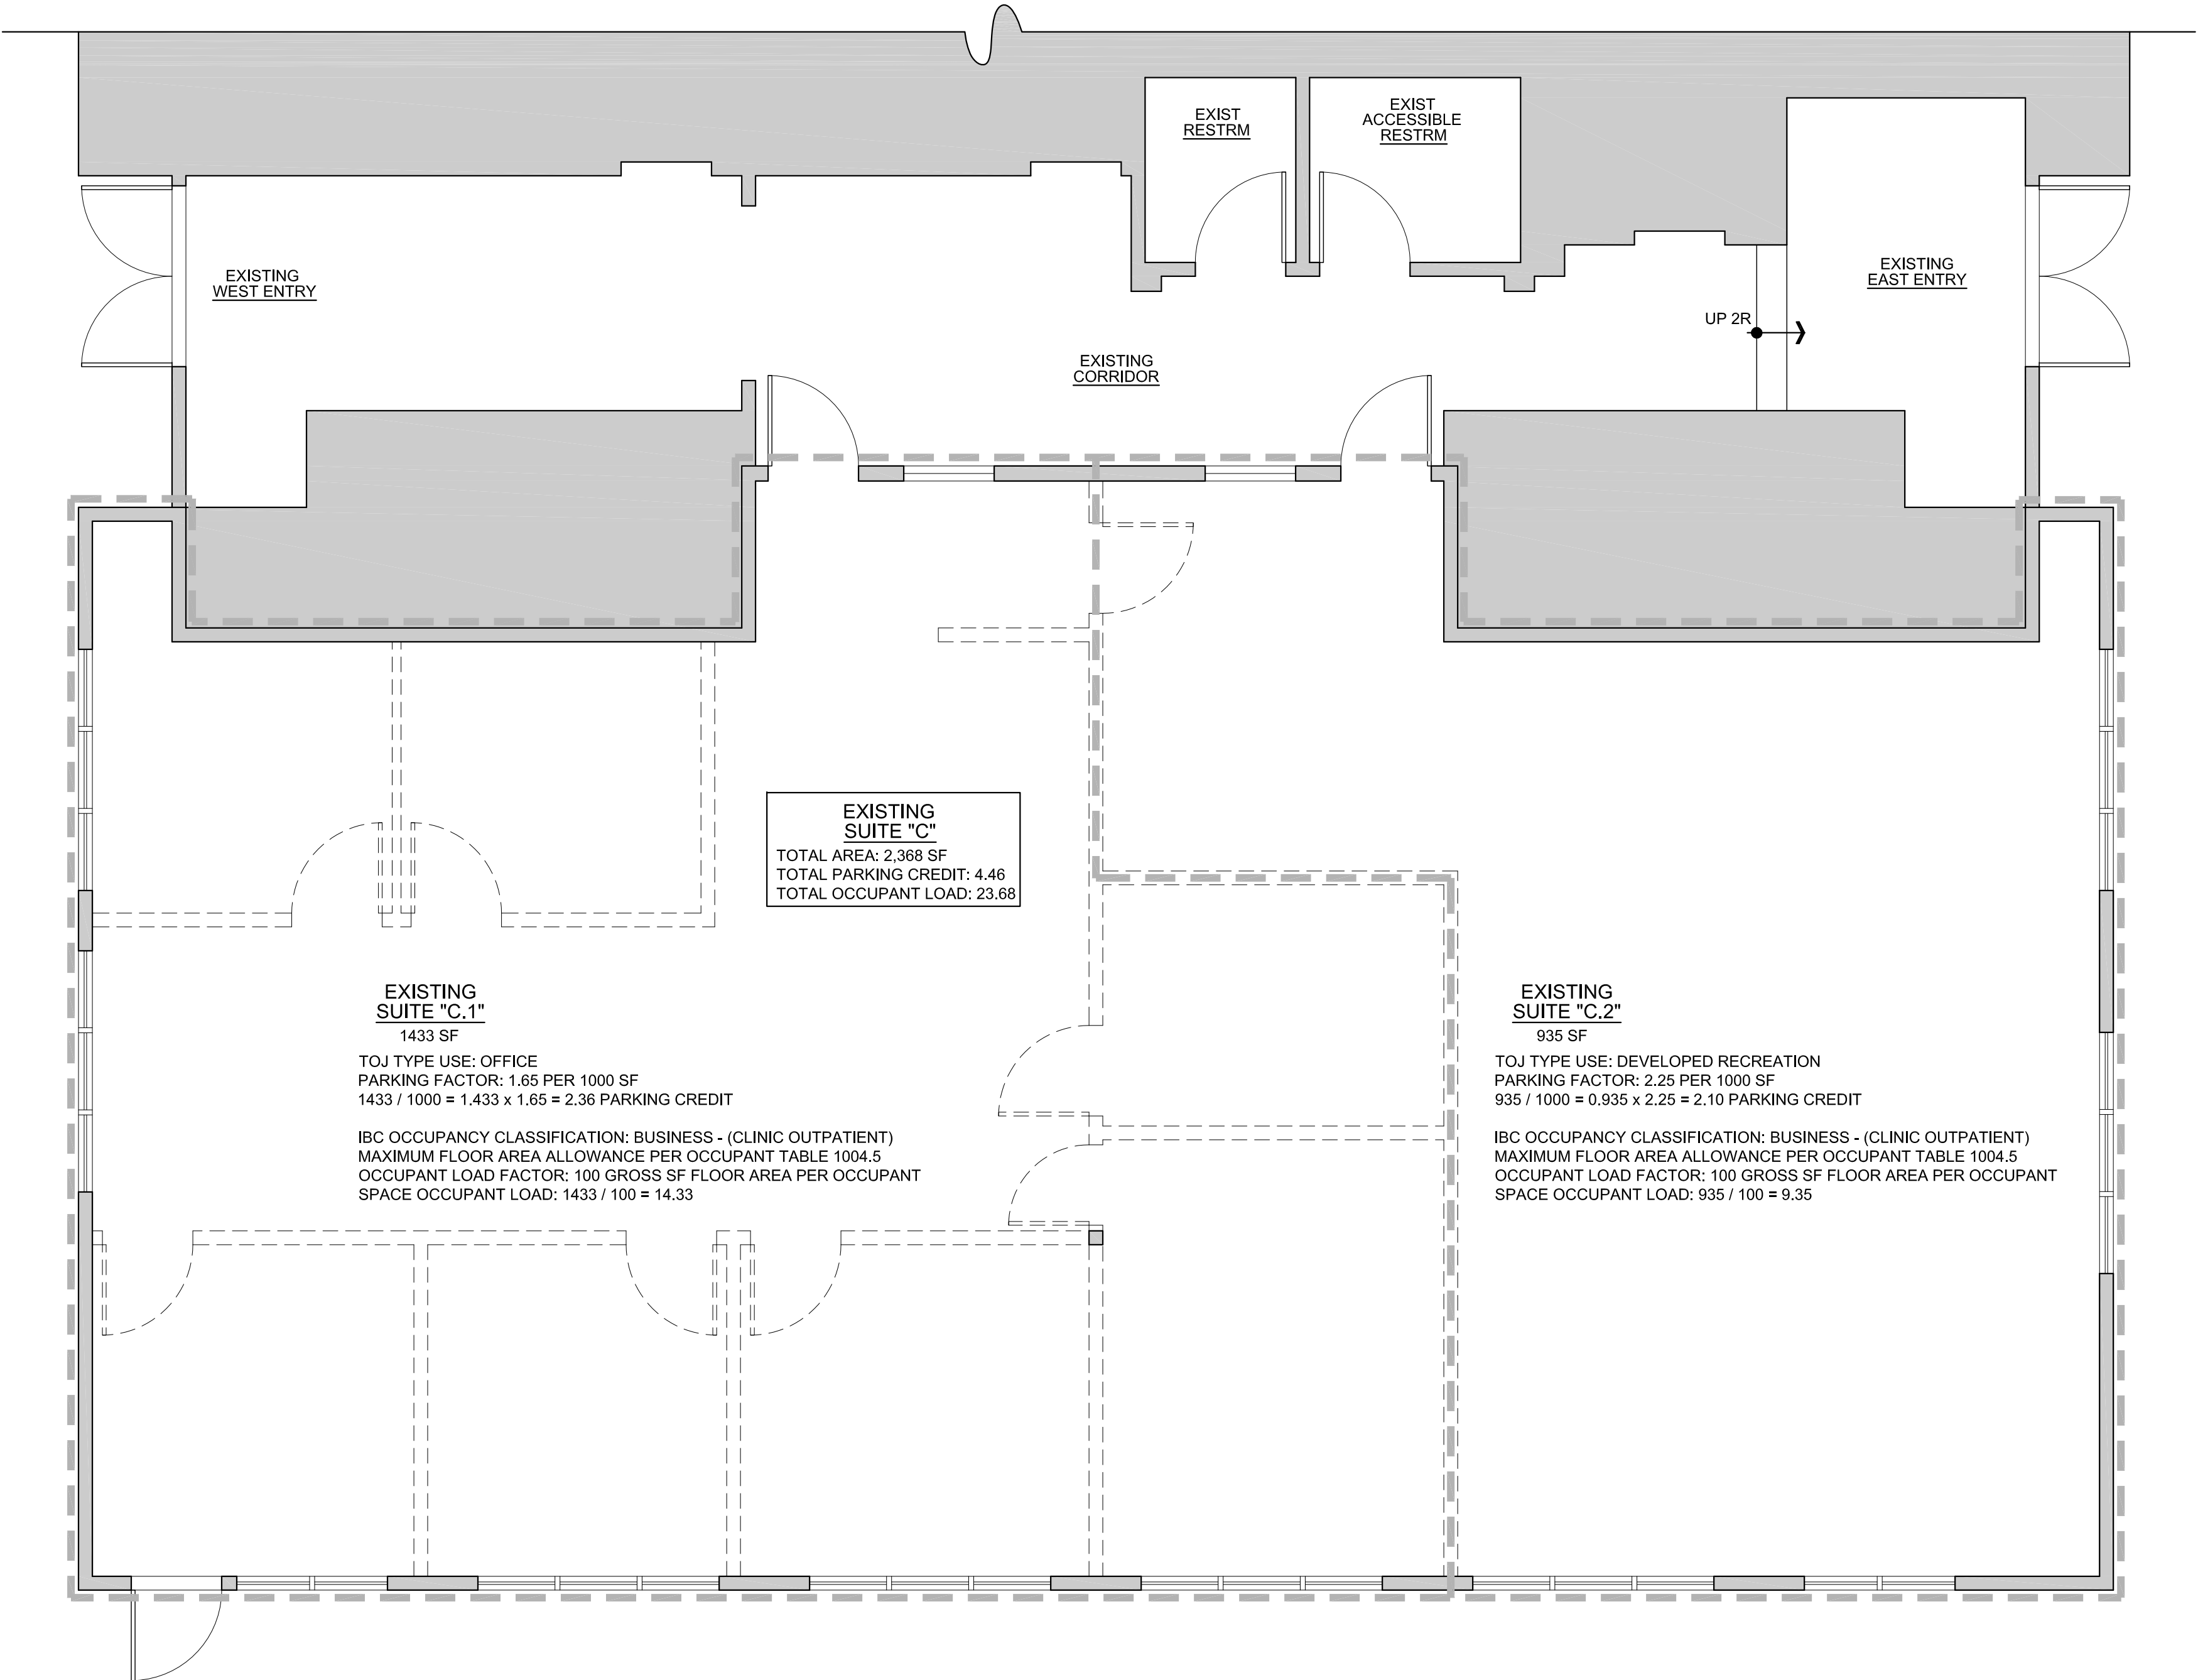 EXIST
RESTRM
EXIST
ACCESSIBLE
RESTRM
EXISTING
WEST ENTRY
EXISTING
EAST ENTRY
UP 2R
EXISTING
CORRIDOR
EXISTING
SUITE "C"
TOTAL AREA: 2,368 SF
TOTAL PARKING CREDIT: 4.46
TOTAL OCCUPANT LOAD: 23.68
EXISTING
SUITE "C.1"
1433 SF
TOJ TYPE USE: OFFICE
PARKING FACTOR: 1.65 PER 1000 SF
1433 / 1000 = 1.433 x 1.65 = 2.36 PARKING CREDIT
IBC OCCUPANCY CLASSIFICATION: BUSINESS - (CLINIC OUTPATIENT)
MAXIMUM FLOOR AREA ALLOWANCE PER OCCUPANT TABLE 1004.5
OCCUPANT LOAD FACTOR: 100 GROSS SF FLOOR AREA PER OCCUPANT
SPACE OCCUPANT LOAD: 1433 / 100 = 14.33
EXISTING
SUITE "C.2"
935 SF
TOJ TYPE USE: DEVELOPED RECREATION
PARKING FACTOR: 2.25 PER 1000 SF
935 / 1000 = 0.935 x 2.25 = 2.10 PARKING CREDIT
IBC OCCUPANCY CLASSIFICATION: BUSINESS - (CLINIC OUTPATIENT)
MAXIMUM FLOOR AREA ALLOWANCE PER OCCUPANT TABLE 1004.5
OCCUPANT LOAD FACTOR: 100 GROSS SF FLOOR AREA PER OCCUPANT
SPACE OCCUPANT LOAD: 935 / 100 = 9.35